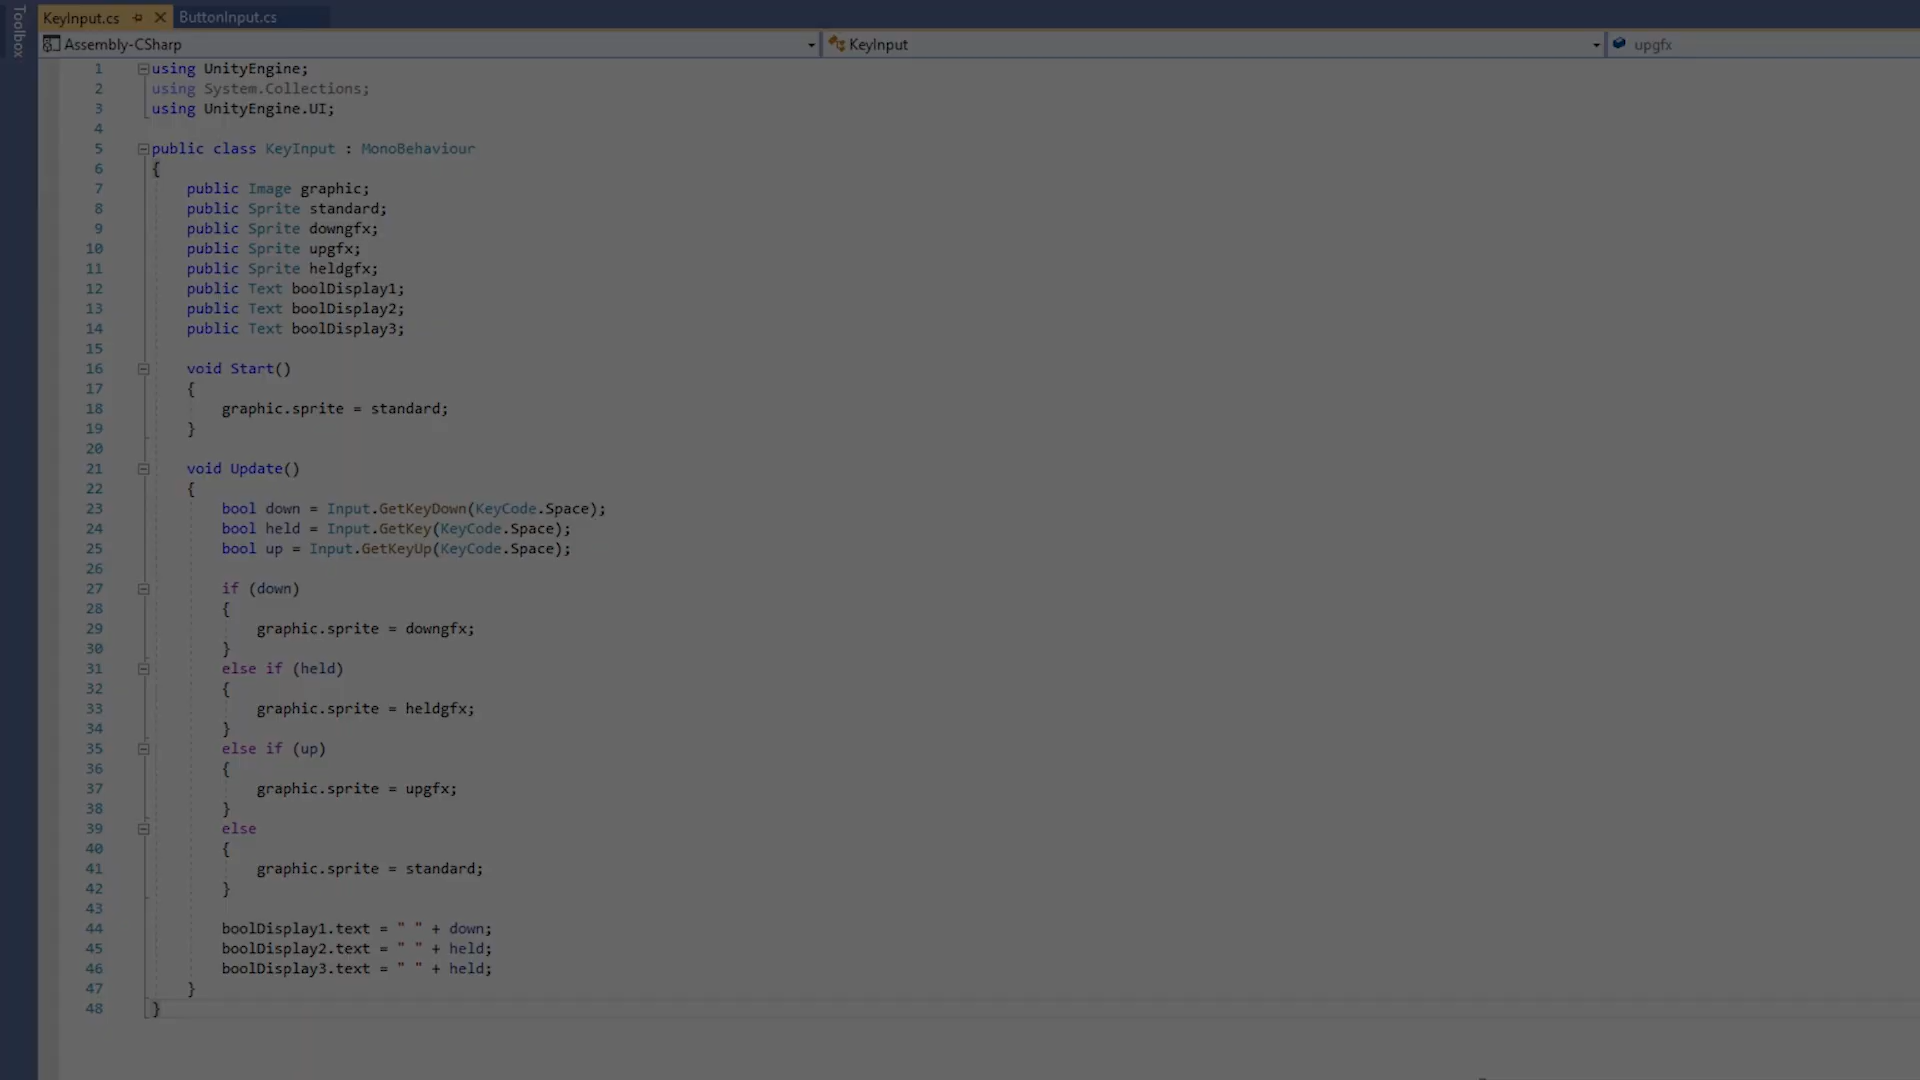 Toolbox
KeyInput.cs
ButtonInput.cs
Assembly-CSharp
KeyInput
upgfx
1 using UnityEngine;
2 using System.Collections;
3 using UnityEngine.UI;
4
5 public class KeyInput : MonoBehaviour
6 {
7 public Image graphic;
8 public Sprite standard;
9 public Sprite downgfx;
10 public Sprite upgfx;
11 public Sprite heldgfx;
12 public Text boolDisplay1;
13 public Text boolDisplay2;
14 public Text boolDisplay3;
15
16 void Start()
17 {
18 graphic.sprite = standard;
19 }
20
21 void Update()
22 {
23 bool down = Input.GetKeyDown(KeyCode.Space);
24 bool held = Input.GetKey(KeyCode.Space);
25 bool up = Input.GetKeyUp(KeyCode.Space);
26
27 if (down)
28 {
29 graphic.sprite = downgfx;
30 }
31 else if (held)
32 {
33 graphic.sprite = heldgfx;
34 }
35 else if (up)
36 {
37 graphic.sprite = upgfx;
38 }
39 else
40 {
41 graphic.sprite = standard;
42 }
43
44 boolDisplay1.text = " " + down;
45 boolDisplay2.text = " " + held;
46 boolDisplay3.text = " " + held;
47 }
48 }